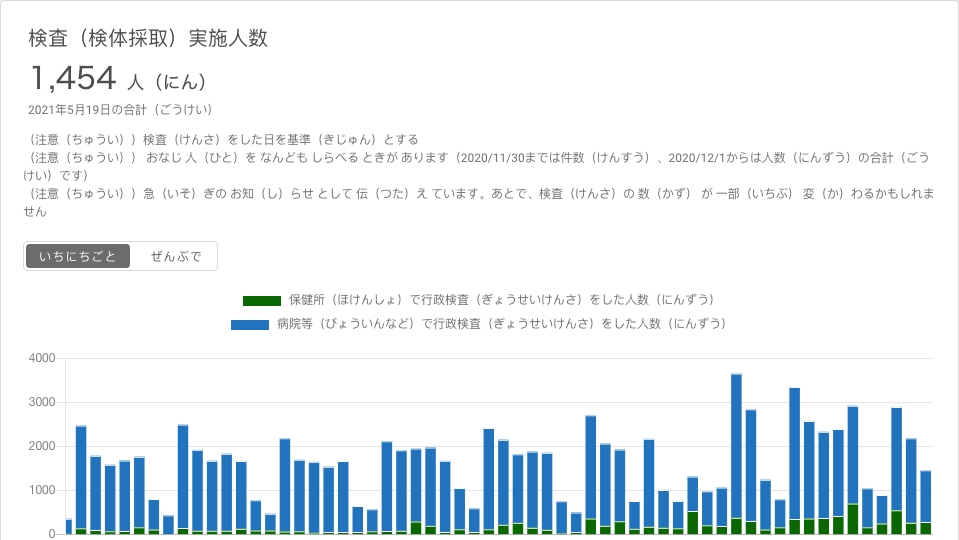 検査（検体採取）実施人数
1,454 人（にん）
2021年5月19日の合計（ごうけい）
（注意（ちゅうい））検査（けんさ）をした日を基準（きじゅん）とする
（注意（ちゅうい）） おなじ 人（ひと）を なんども しらべる ときが あります（2020/11/30までは件数（けんすう）、2020/12/1からは人数（にんずう）の合計（ごう
けい）です）
（注意（ちゅうい））急（いそ）ぎの お知（し）らせ として 伝（つた）え ています。あとで、検査（けんさ）の 数（かず） が 一部（いちぶ） 変（か）わるかもしれま
せん
いちにちごと ぜんぶで
保健所（ほけんしょ）で行政検査（ぎょうせいけんさ）をした人数（にんずう）
病院等（びょういんなど）で行政検査（ぎょうせいけんさ）をした人数（にんずう）
4000
3000
2000
1000
0